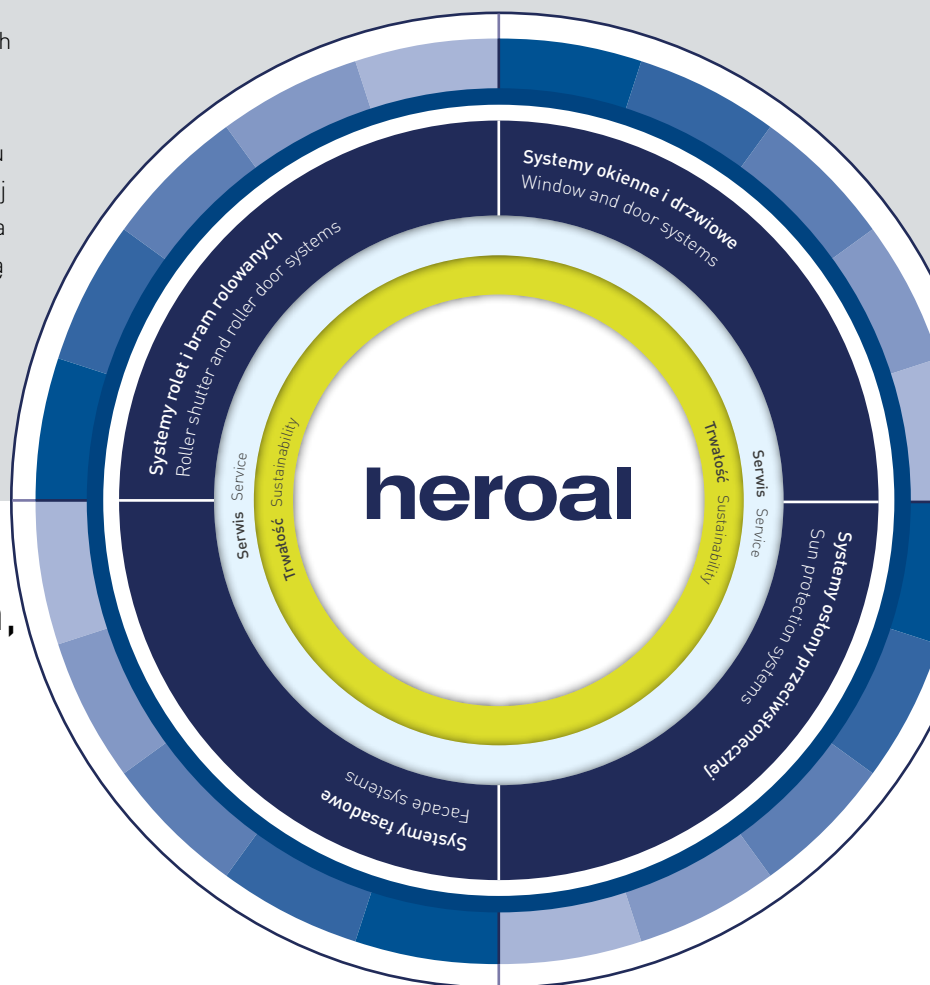 h
u
j
a
ę
,
Systemy okienne i drzwiowe
Window and door systems
Systemy rolet i bram rolowanych
Roller shutter and roller door systems
Serwis Service
Trwałość Sustainability
heroal
Trwałość Sustainability
Serwis Service
Systemy osłony przeciwsłonecznej
Sun protection systems
Systemy fasadowe
Facade systems